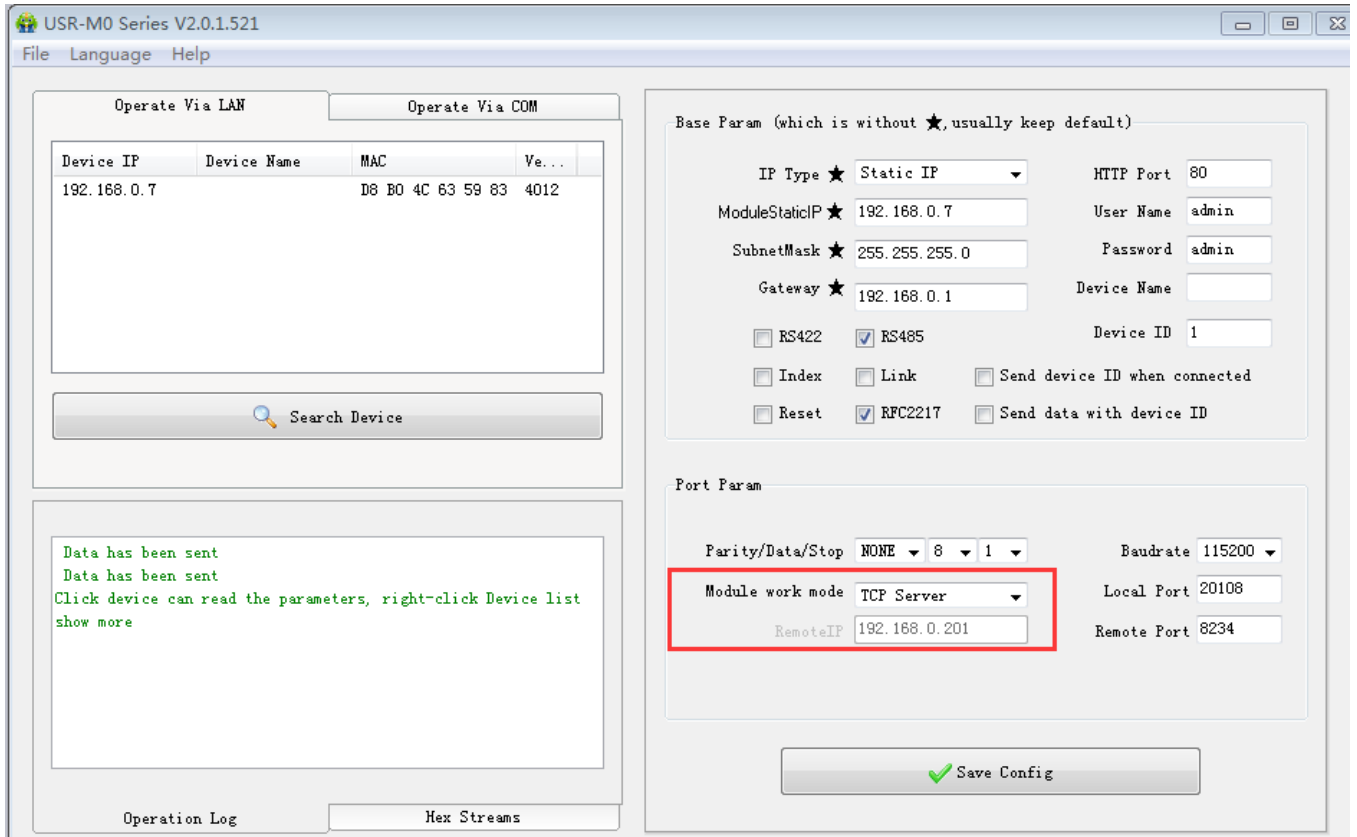 USR-M0 Series V2.0.1.521
File Language Help
Operate Via LAN
Operate Via COM
Device IP Device Name MAC Ve...
192.168.0.7 D8 B0 4C 63 59 83 4012
Search Device
Data has been sent
Data has been sent
Click device can read the parameters, right-click Device list
show more
Operation Log
Hex Streams
Base Param (which is without ★,usually keep default)
IP Type ★ Static IP HTTP Port 80
ModuleStaticIP ★ 192.168.0.7 User Name admin
SubnetMask ★ 255.255.255.0 Password admin
Gateway ★ 192.168.0.1 Device Name
RS422 RS485 Device ID 1
Index Link Send device ID when connected
Reset RFC2217 Send data with device ID
Port Param
Parity/Data/Stop NONE 8 1 Baudrate 115200
Module work mode TCP Server Local Port 20108
RemoteIP 192.168.0.201 Remote Port 8234
Save Config